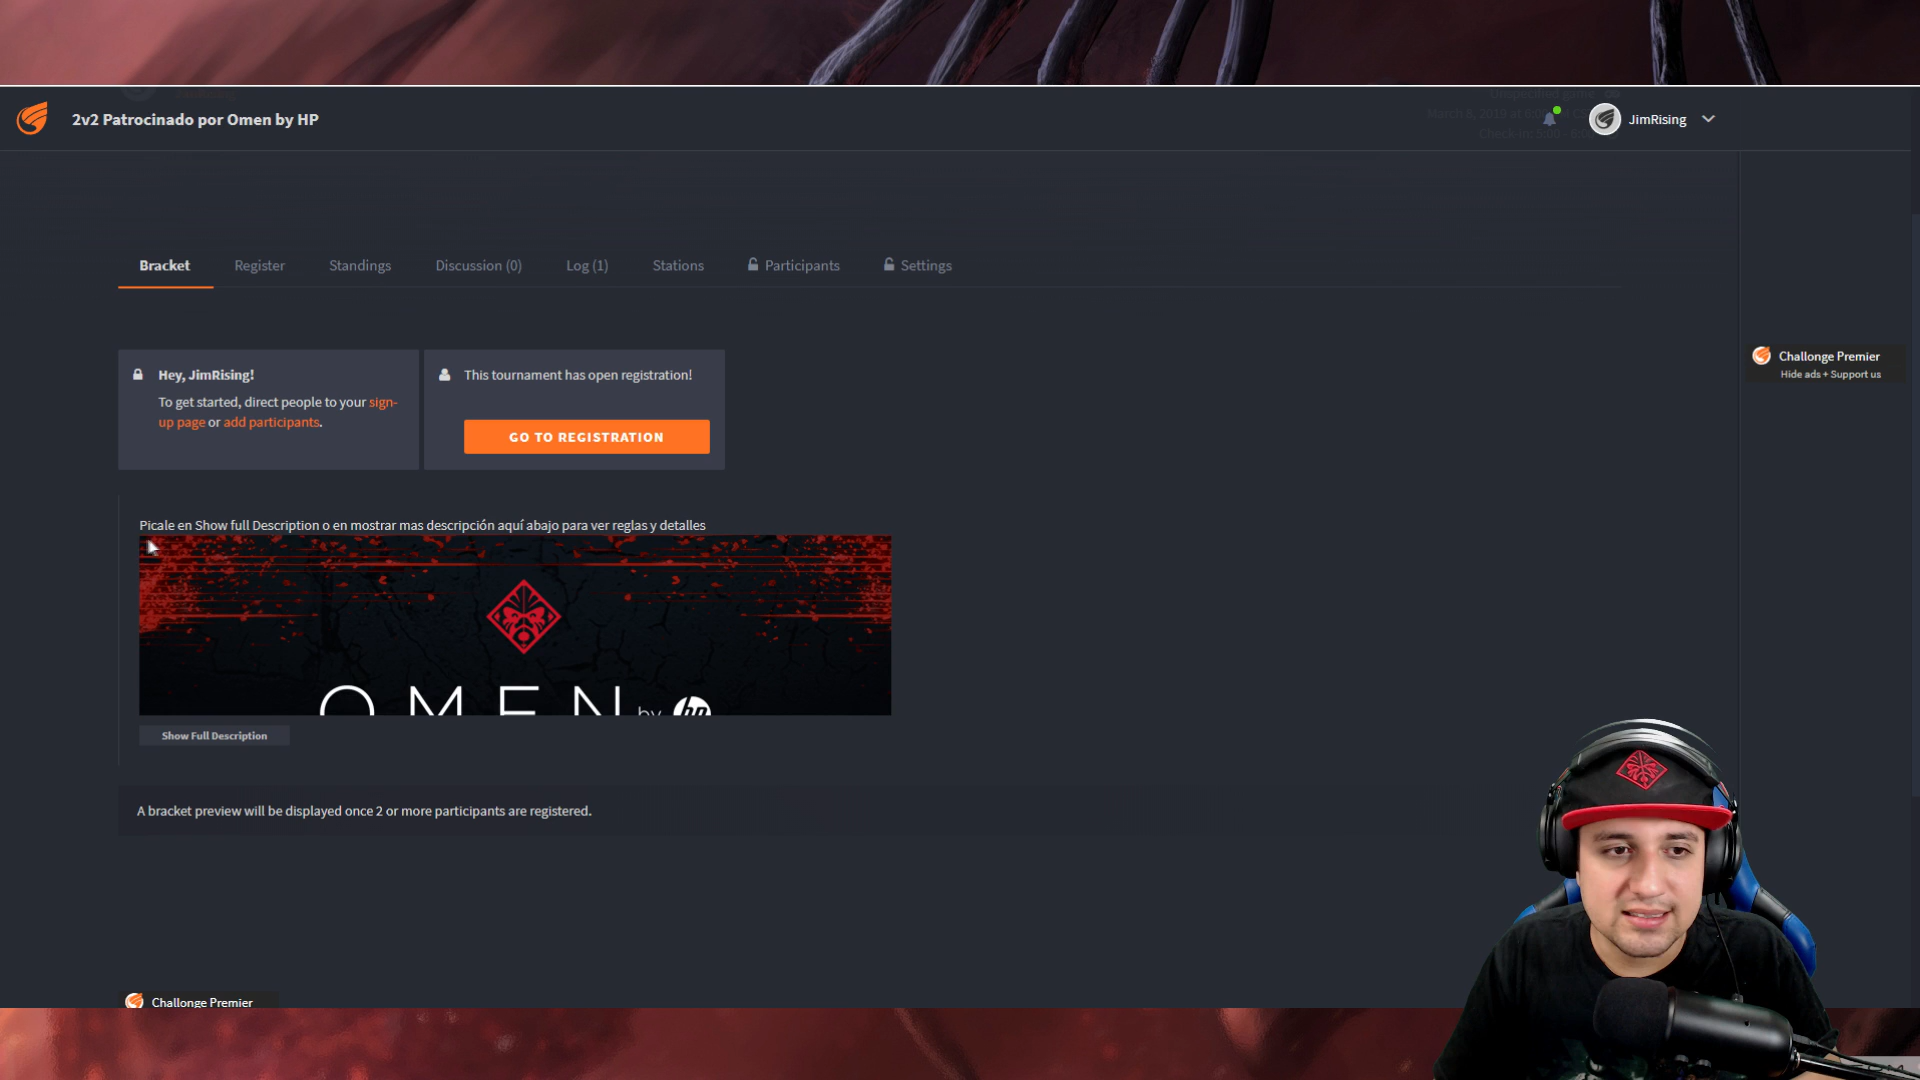 2v2 Patrocinado por Omen by HP
JimRising
Bracket
Register
Standings
Discussion (0)
Log (1)
Stations
Participants
Settings
Hey, JimRising!
To get started, direct people to your sign-
up page or add participants.
This tournament has open registration!
GO TO REGISTRATION
Challonge Premier
Hide ads + Support us
Picale en Show full Description o en mostrar mas descripción aquí abajo para ver reglas y detalles
OMEN by hp
Show Full Description
A bracket preview will be displayed once 2 or more participants are registered.
Challonge Premier